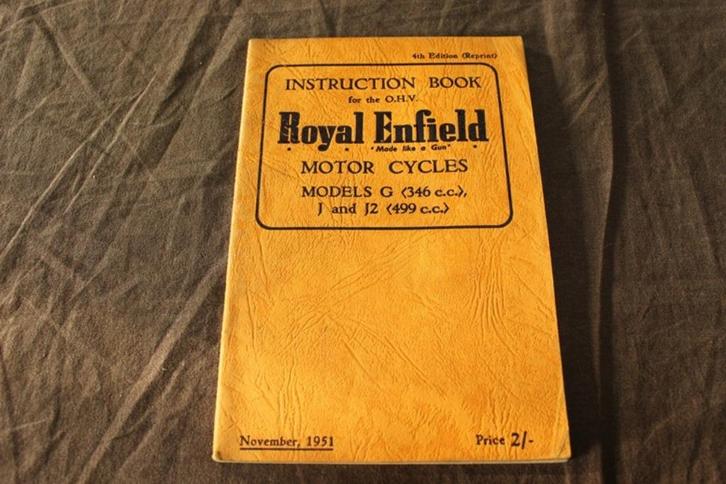 4th Edition (Reprint)
INSTRUCTION BOOK
for the O.H.V.
Royal Enfield
"Made like a Gun"
MOTOR CYCLES
MODELS G (346 c.c.),
J and J2 (499 c.c.)
November, 1951
Price 2/-